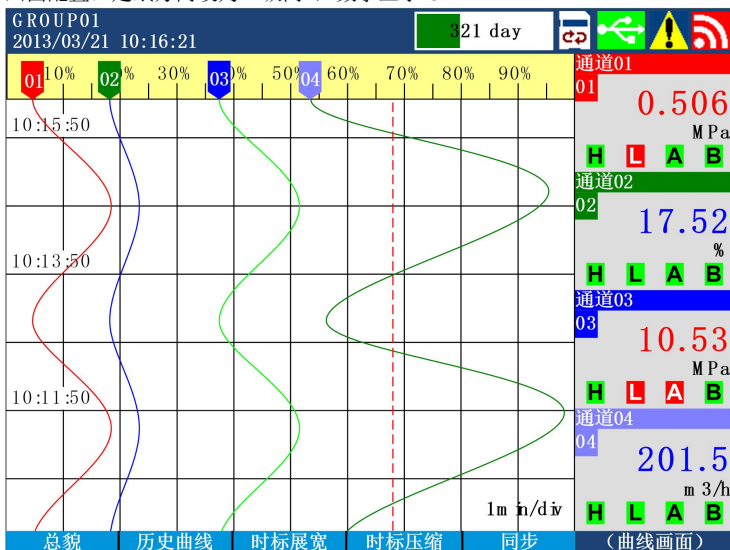 GROUP01
2013/03/21 10:16:21
321 day
01 10% 02 % 30% 03 % 50% 04 60% 70% 80% 90%
10:15:50
10:13:50
10:11:50
1min/div
通道01
01
0.506
MPa
H L A B
通道02
02
17.52
%
H L A B
通道03
03
10.53
MPa
H L A B
通道04
04
201.5
m3/h
H L A B
总貌 历史曲线 时标展宽 时标压缩 同步 (曲线画面)